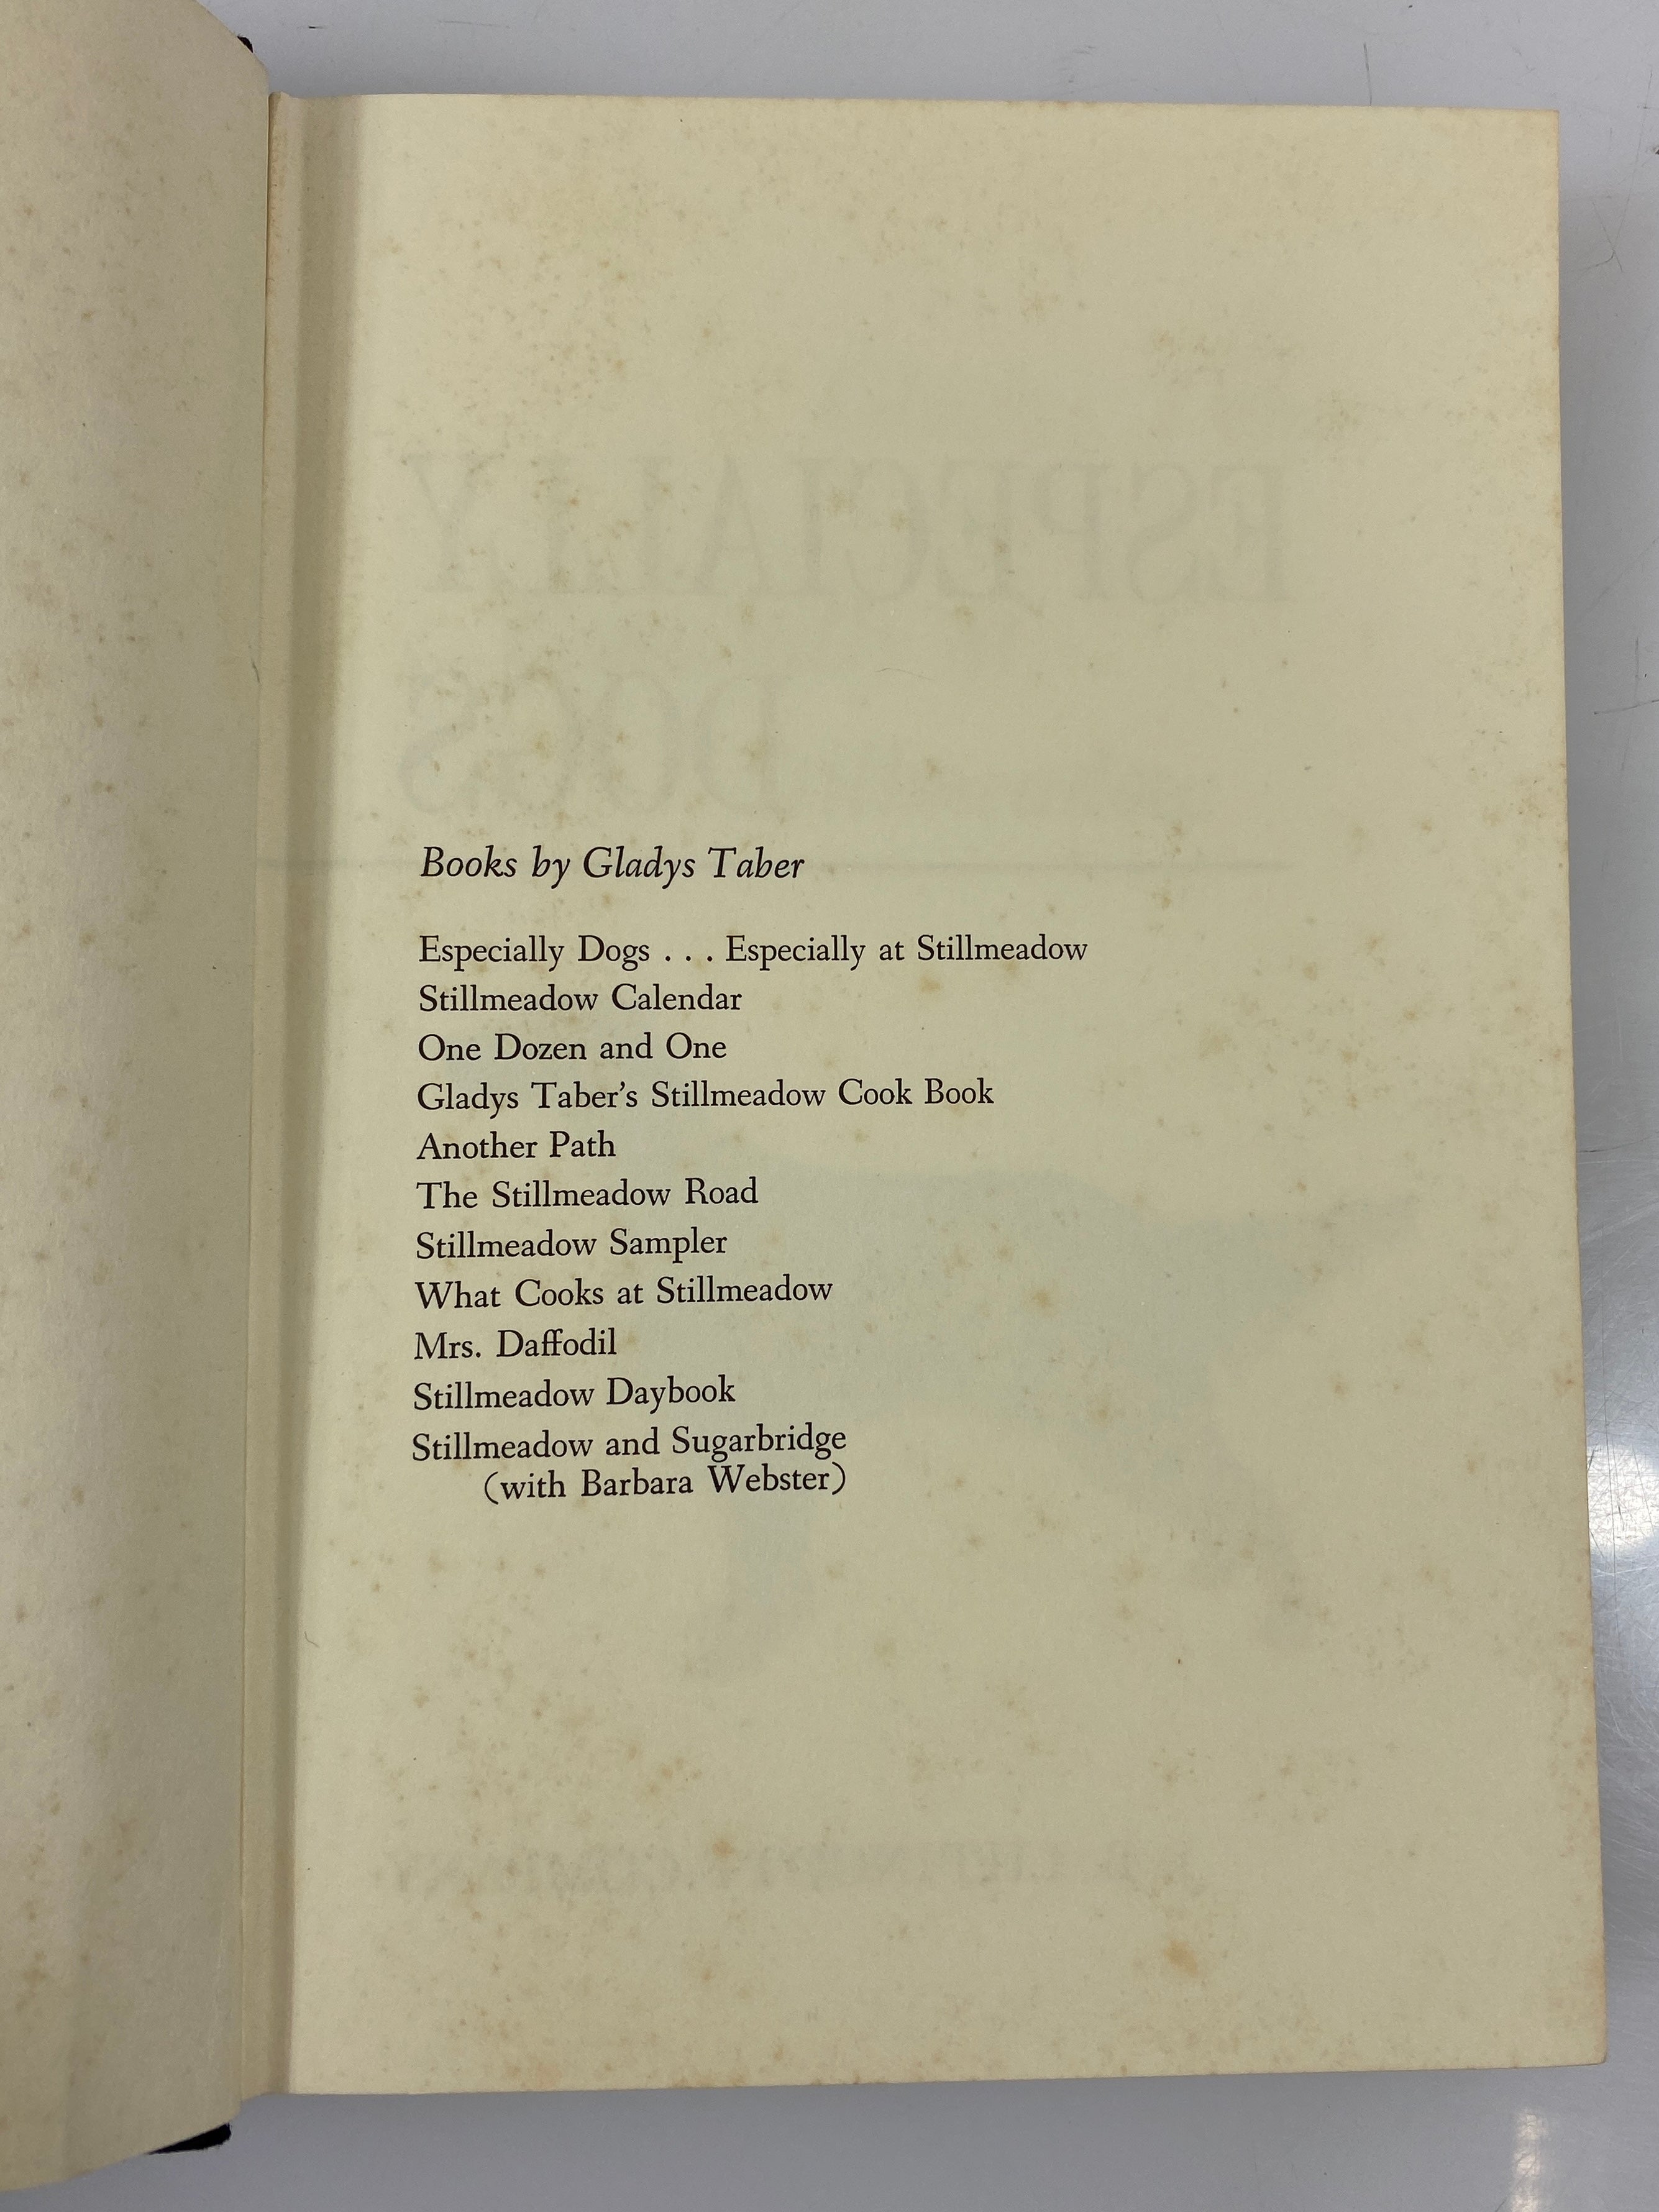 ESPECIALLY
DOGS
Books by Gladys Taber
Especially Dogs . . . Especially at Stillmeadow
Stillmeadow Calendar
One Dozen and One
Gladys Taber's Stillmeadow Cook Book
Another Path
The Stillmeadow Road
Stillmeadow Sampler
What Cooks at Stillmeadow
Mrs. Daffodil
Stillmeadow Daybook
Stillmeadow and Sugarbridge
(with Barbara Webster)